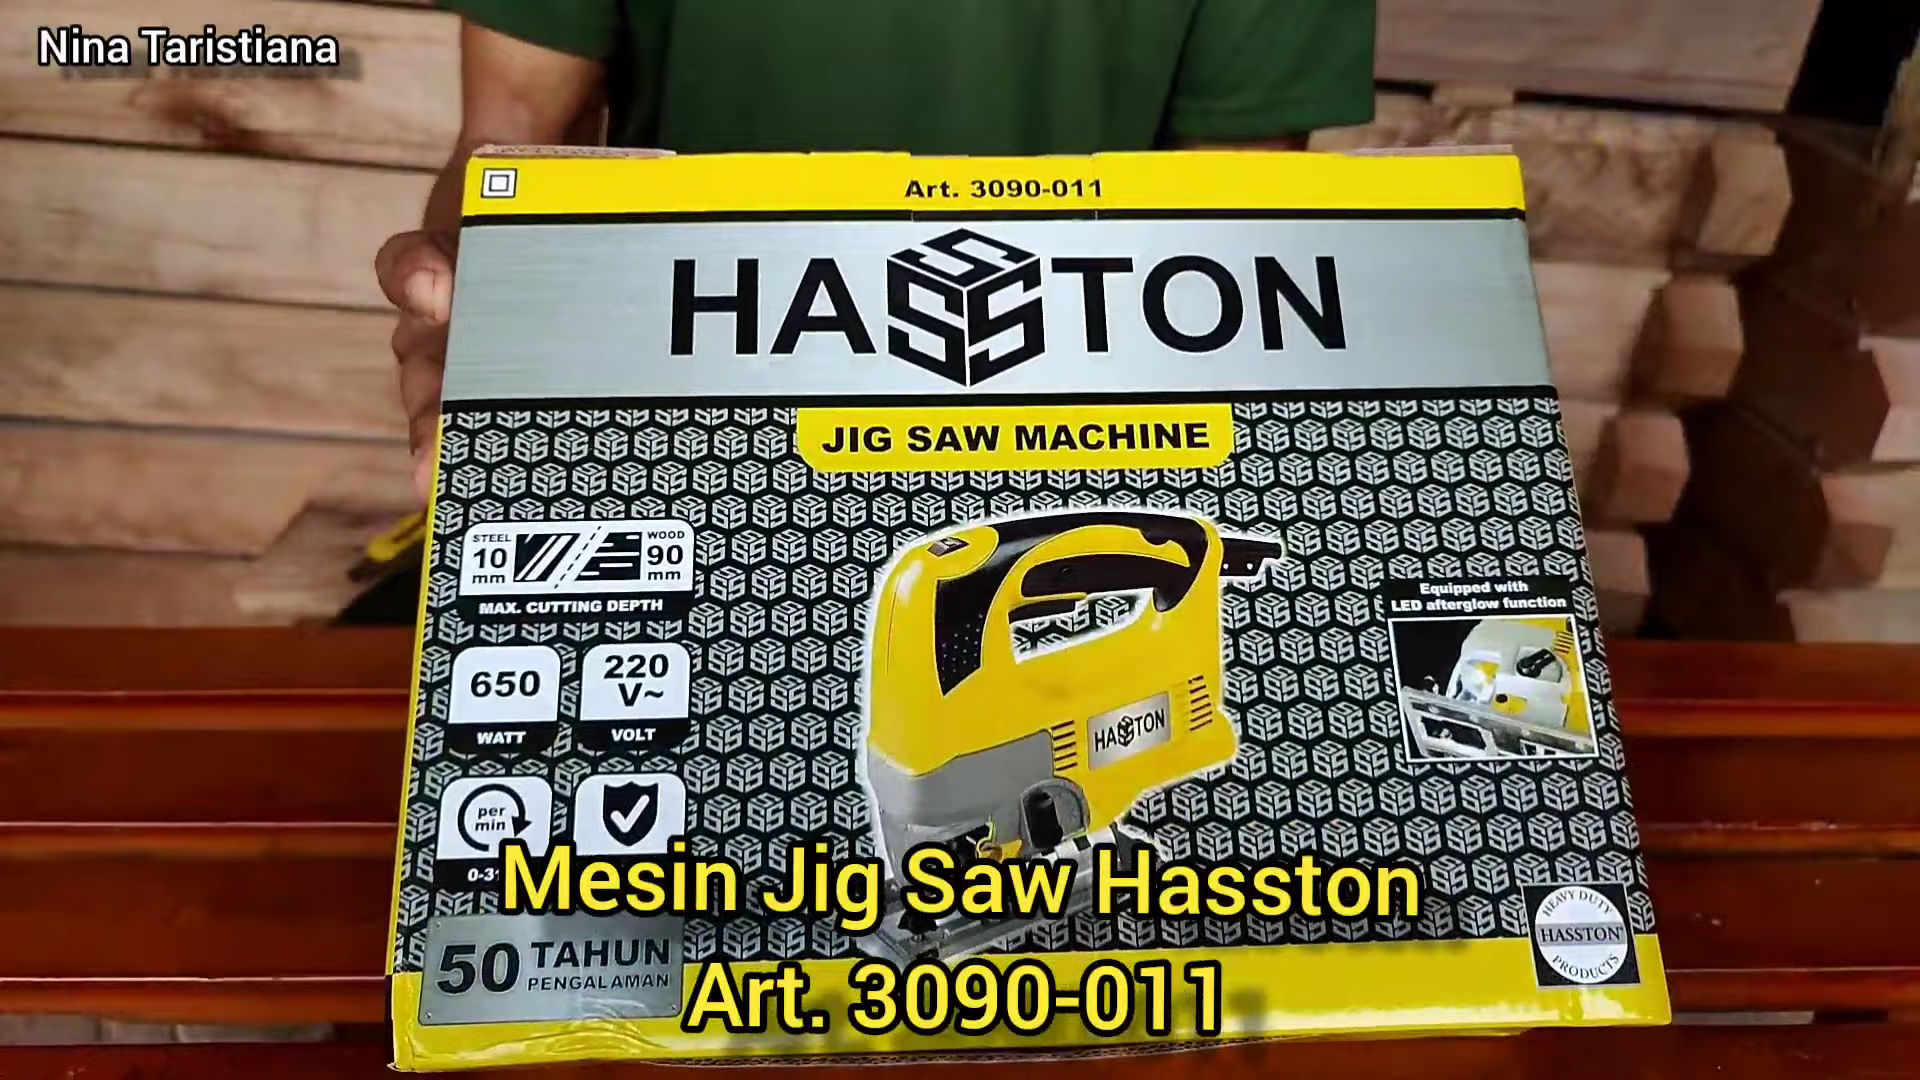 Nina Taristiana
Art. 3090-011
HASSTON
JIG SAW MACHINE
STEEL
10
mm
WOOD
90
mm
MAX. CUTTING DEPTH
650
WATT
220
V~
VOLT
per
min
Equipped with
LED afterglow function
HASSTON
Mesin Jig Saw Hasston
50 TAHUN
PENGALAMAN
Art. 3090-011
HEAVY DUTY
HASSTON®
PRODUCTS